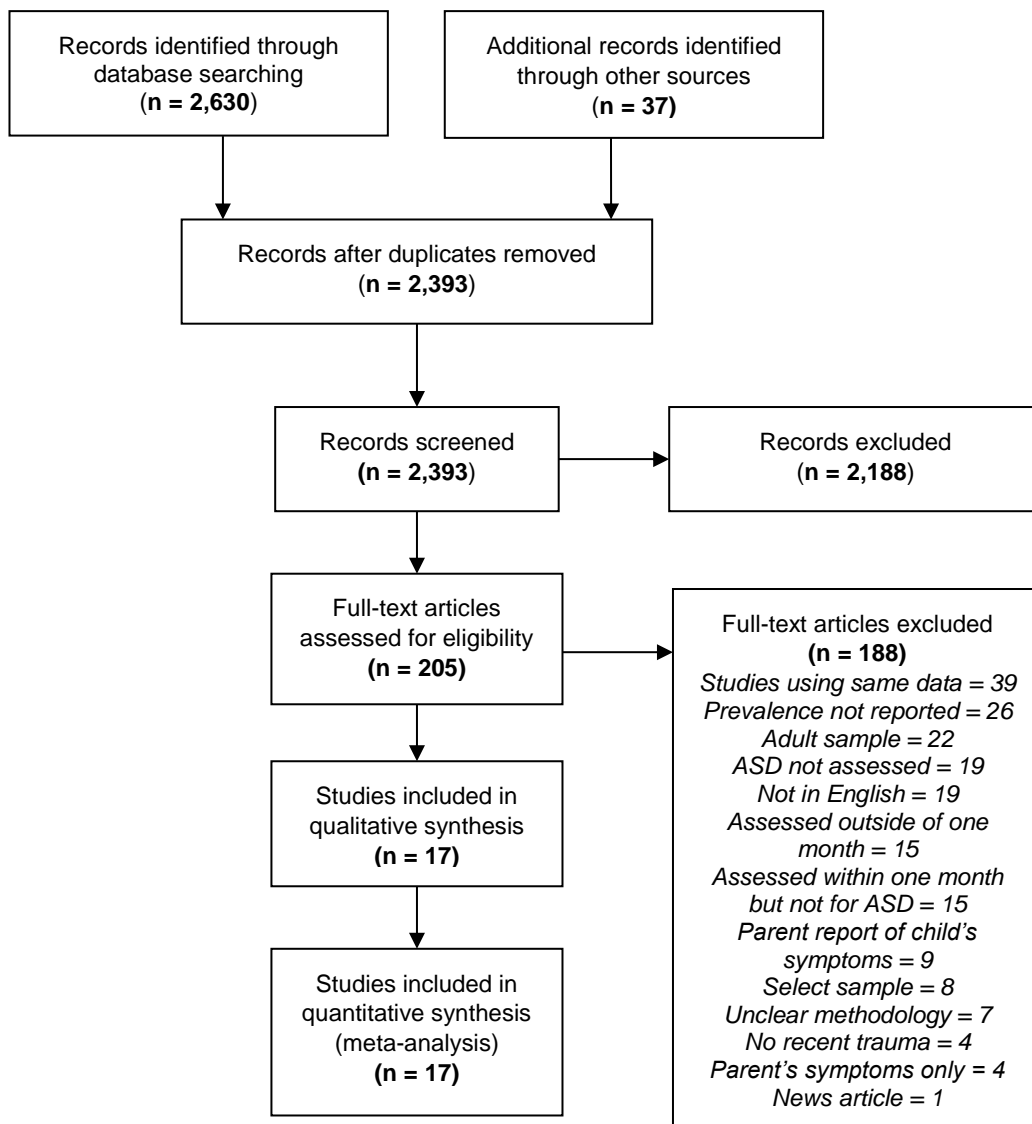 Records identified through
database searching
(n = 2,630)
Additional records identified
through other sources
(n = 37)
Records after duplicates removed
(n = 2,393)
Records screened
(n = 2,393)
Records excluded
(n = 2,188)
Full-text articles
assessed for eligibility
(n = 205)
Full-text articles excluded
(n = 188)
Studies using same data = 39
Prevalence not reported = 26
Adult sample = 22
ASD not assessed = 19
Not in English = 19
Assessed outside of one
month = 15
Assessed within one month
but not for ASD = 15
Parent report of child's
symptoms = 9
Select sample = 8
Unclear methodology = 7
No recent trauma = 4
Parent's symptoms only = 4
News article = 1
Studies included in
qualitative synthesis
(n = 17)
Studies included in
quantitative synthesis
(meta-analysis)
(n = 17)